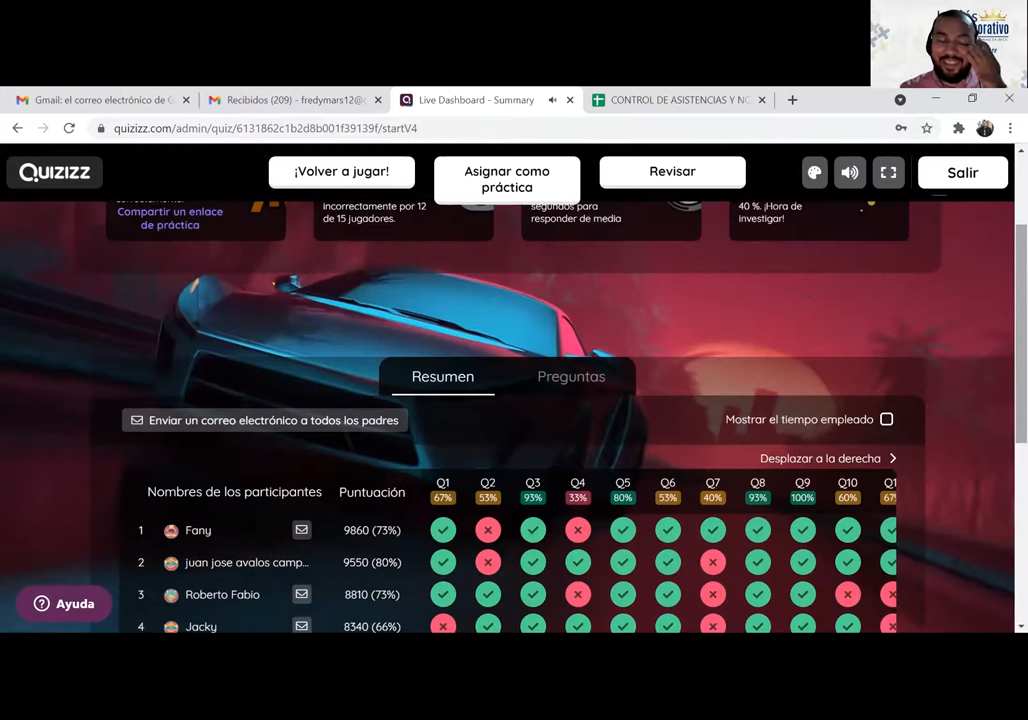 Gmail: el correo electrónico de G
Recibidos (209) - fredymars12@g
Live Dashboard - Summary
CONTROL DE ASISTENCIAS Y NO
quizizz.com/admin/quiz/6131862c1b2d8b001f39139f/startV4
QUIZIZZ
¡Volver a jugar!
Asignar como
práctica
Revisar
Salir
Compartir un enlace
de práctica
incorrectamente por 12
de 15 jugadores.
segundos para
responder de media
40 %. ¡Hora de
investigar!
Resumen
Preguntas
Enviar un correo electrónico a todos los padres
Mostrar el tiempo empleado
Desplazar a la derecha
Nombres de los participantes Puntuación Q1 Q2 Q3 Q4 Q5 Q6 Q7 Q8 Q9 Q10 Q1
67% 53% 93% 33% 80% 53% 40% 93% 100% 60% 67%
1 Fany 9860 (73%)
2 juan jose avalos camp... 9550 (80%)
3 Roberto Fabio 8810 (73%)
4 Jacky 8340 (66%)
Ayuda